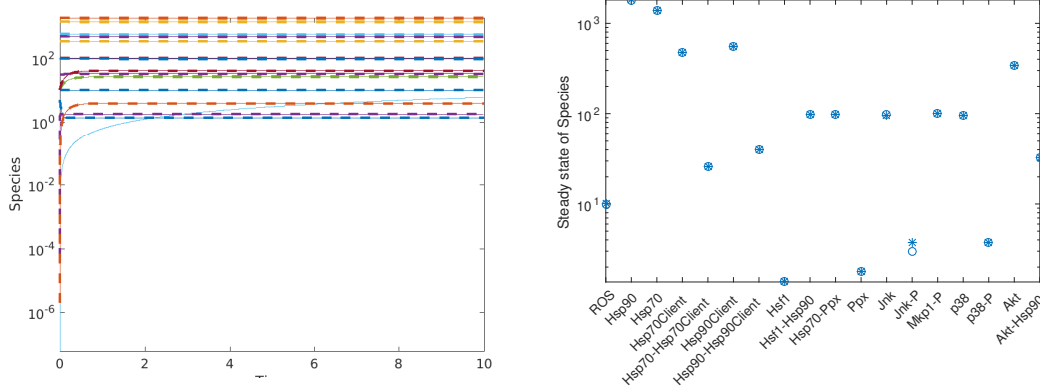 Species
10^2
10^0
10^-2
10^-4
10^-6
0
2
4
6
8
10
Steady state of Species
10^3
10^2
10^1
ROS
Hsp90
Hsp70
Hsp70Client
Hsp70-Hsp70Client
Hsp90Client
Hsp90-Hsp90Client
Hsf1
Hsf1-Hsp90
Hsp70-Ppx
Ppx
Jnk
Jnk-P
Mkp1-P
p38
p38-P
Akt
Akt-Hsp90